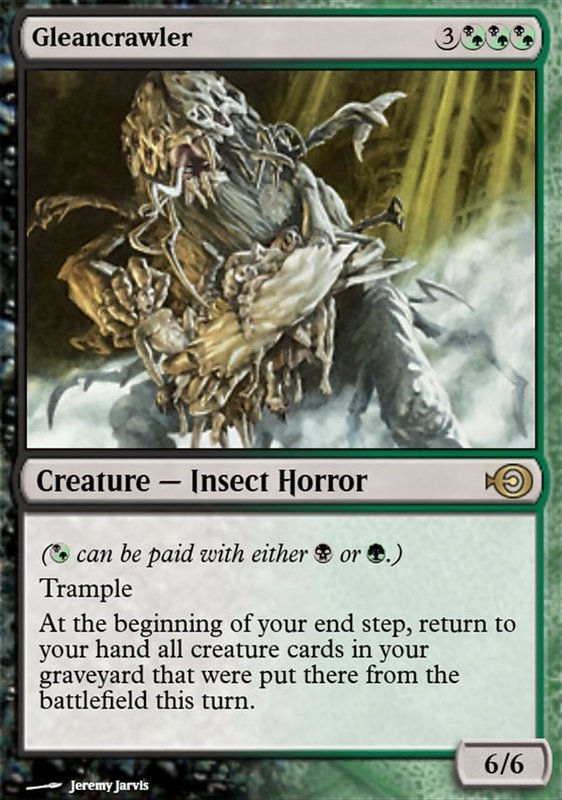 Gleancrawler 3
Creature — Insect Horror
( can be paid with either or .)
Trample
At the beginning of your end step, return to
your hand all creature cards in your
graveyard that were put there from the
battlefield this turn.
6/6
Jeremy Jarvis